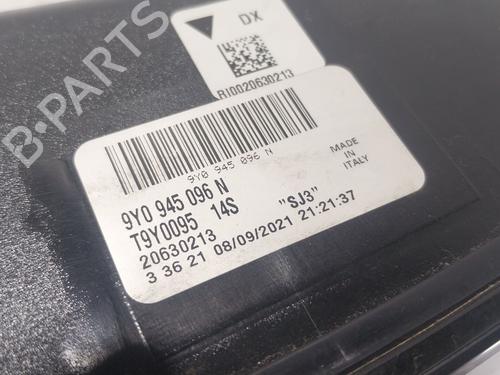 DX
RI0020630213
9Y0 945 096 N
MADE IN ITALY
9Y0 945 096 N
T9Y0095 14S "SJ3"
20630213
3 36 21 08/09/2021 21:21:37
B-PARTS